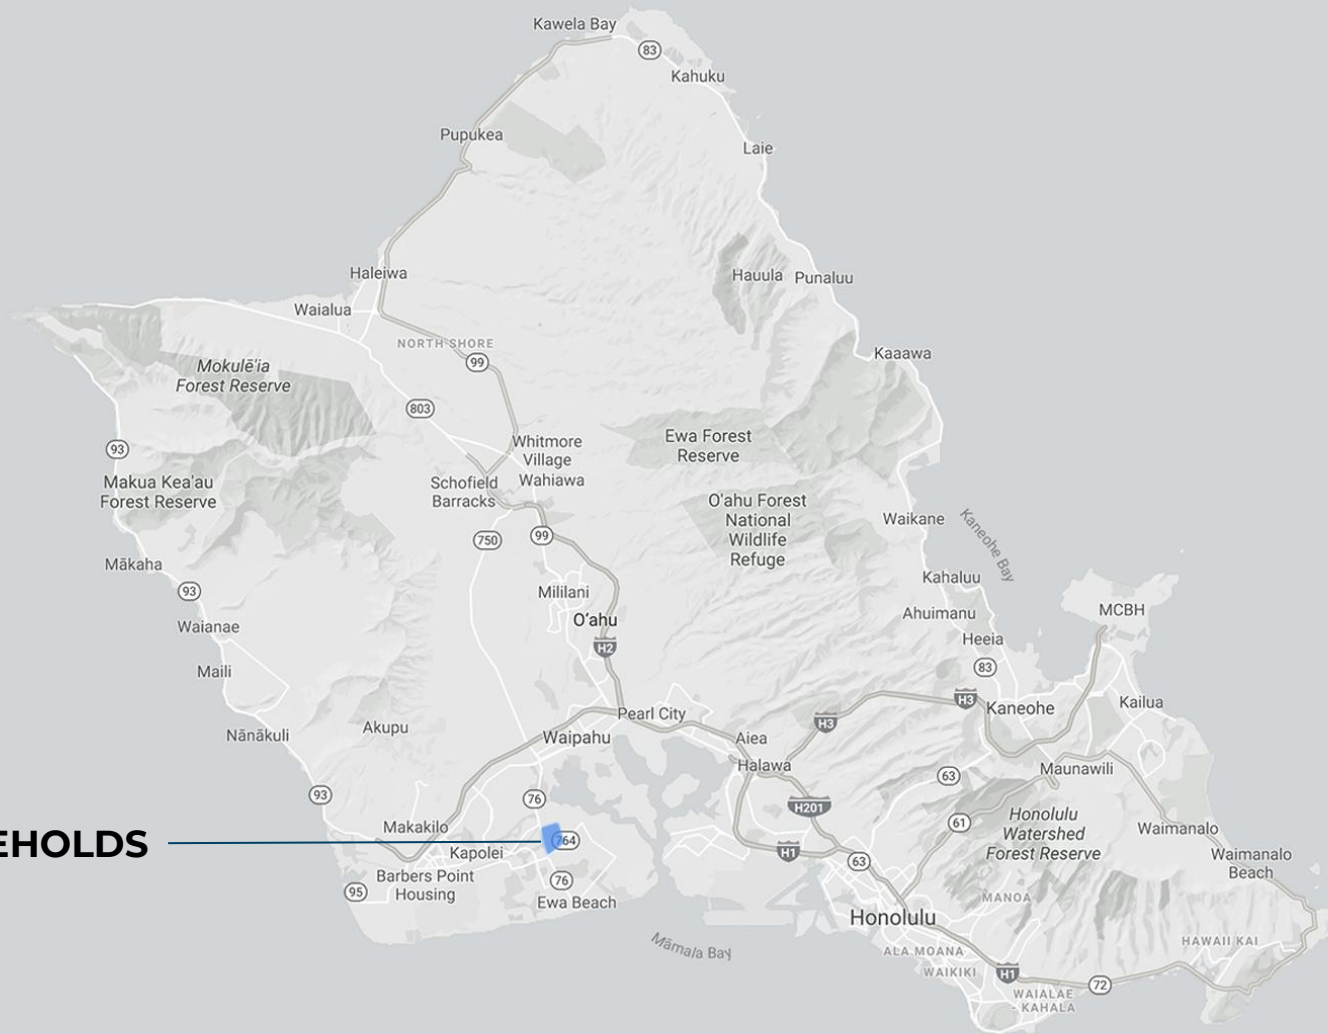 Kawela Bay
83
Kahuku
Pupukea
Laie
Haleiwa
Hauula
Punaluu
Waialua
NORTH SHORE
99
Kaaawa
Mokulē'ia
Forest Reserve
803
93
Whitmore
Village
Wahiawa
Ewa Forest
Reserve
Makua Kea'au
Forest Reserve
Schofield
Barracks
O'ahu Forest
National
Wildlife
Refuge
Waikane
Kaneohe Bay
750
99
Mākaha
93
Mililani
Kahaluu
MCBH
Waianae
Oʻahu
Ahuimanu
H2
Heeia
Maili
83
H3
Kailua
Kaneohe
Nānākuli
Akupu
Pearl City
H3
Waipahu
Aiea
Halawa
63
Maunawili
93
76
H201
61
Honolulu
Watershed
Forest Reserve
Makakilo
764
Waimanalo
EHOLDS
Kapolei
H1
63
Waimanalo
Beach
Barbers Point
Housing
95
76
Ewa Beach
MANOA
Honolulu
Māmala Bay
ALA MOANA
HAWAII KAI
WAIKIKI
H1
72
WAIALAE
- KAHALA